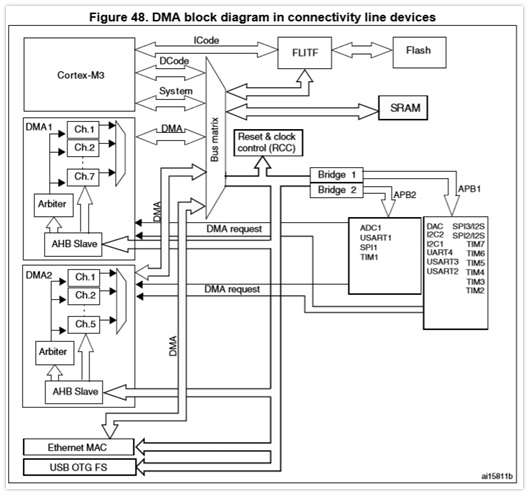 Figure 48. DMA block diagram in connectivity line devices
ICode
FLITF
Flash
DCode
Cortex-M3
System
SRAM
DMA
Bus matrix
DMA1
Ch.1
Ch.2
Ch.7
Arbiter
AHB Slave
Reset & clock
control (RCC)
Bridge 1
Bridge 2
APB2
APB1
DMA
DMA request
ADC1
USART1
SPI1
TIM1
DAC SPI3/I2S
I2C2 SPI2/I2S
I2C1 TIM7
UART4 TIM6
USART3 TIM5
USART2 TIM4
TIM3
TIM2
DMA2
Ch.1
Ch.2
Ch.5
Arbiter
AHB Slave
DMA request
DMA
Ethernet MAC
USB OTG FS
ai15811b